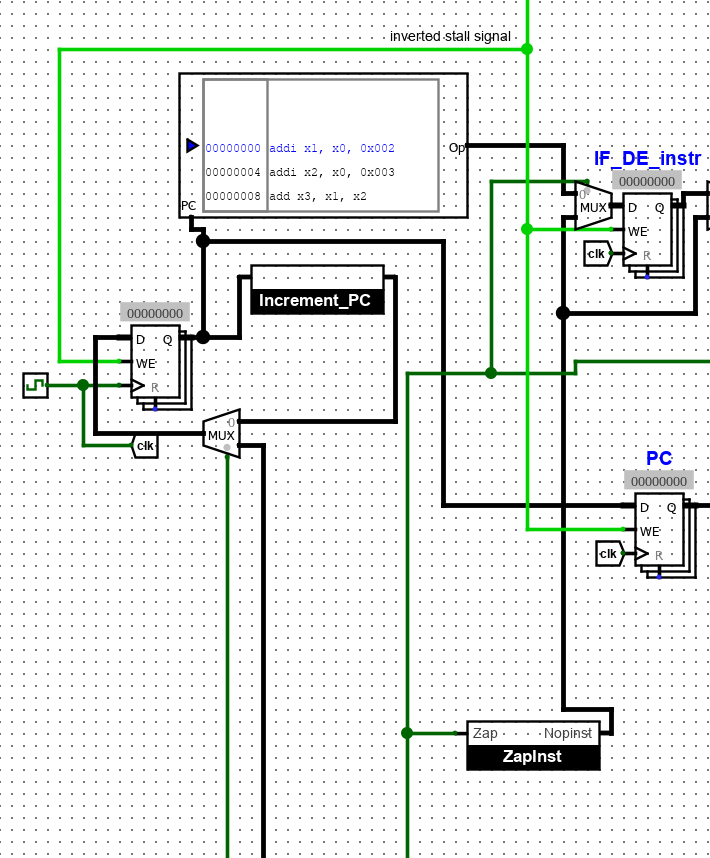 inverted stall signal
00000000 addi x1, x0, 0x002
00000004 addi x2, x0, 0x003
00000008 add x3, x1, x2
PC
Op
IF_DE_instr
00000000
0
MUX
D Q
WE
clk
R
Increment_PC
00000000
D Q
WE
R
0
MUX
clk
PC
00000000
D Q
WE
clk
R
Zap Nopinst
ZapInst